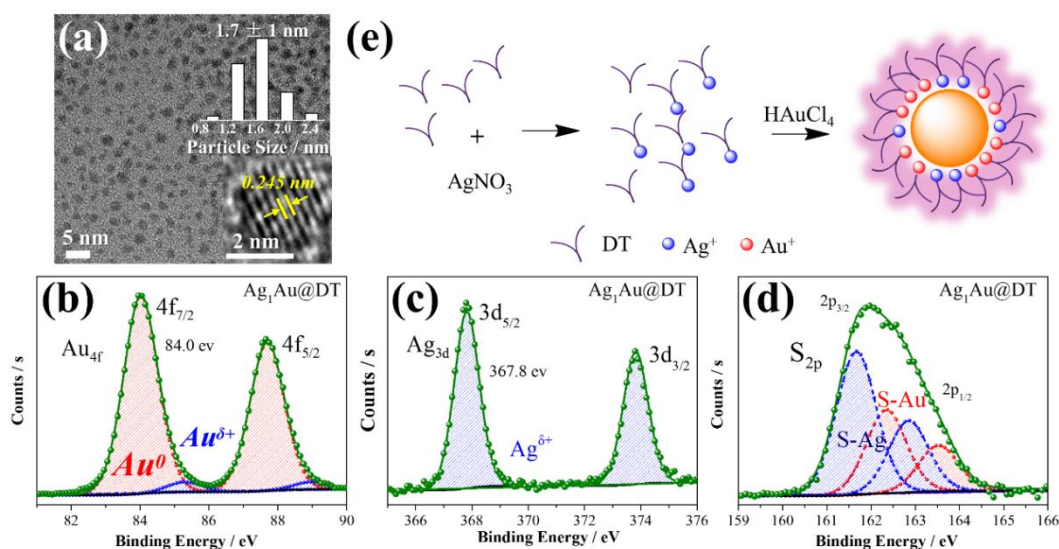 (a)
1.7 ± 1 nm
0.8 1.2 1.6 2.0 2.4
Particle Size / nm
0.245 nm
2 nm
5 nm
(e)
+
AgNO₃
HAuCl₄
DT Ag⁺ Au⁺
(b)
Ag₁Au@DT
4f₇/₂
Au₄f
84.0 ev
4f₅/₂
Au^δ+
Au⁰
Counts / s
82 84 86 88 90
Binding Energy / eV
(c)
Ag₁Au@DT
3d₅/₂
Ag₃d
367.8 ev
3d₃/₂
Ag^δ+
Counts / s
366 368 370 372 374 376
Binding Energy / eV
(d)
Ag₁Au@DT
2p₃/₂
S₂p
2p₁/₂
S-Au
S-Ag
Counts / s
159 160 161 162 163 164 165 166
Binding Energy / eV